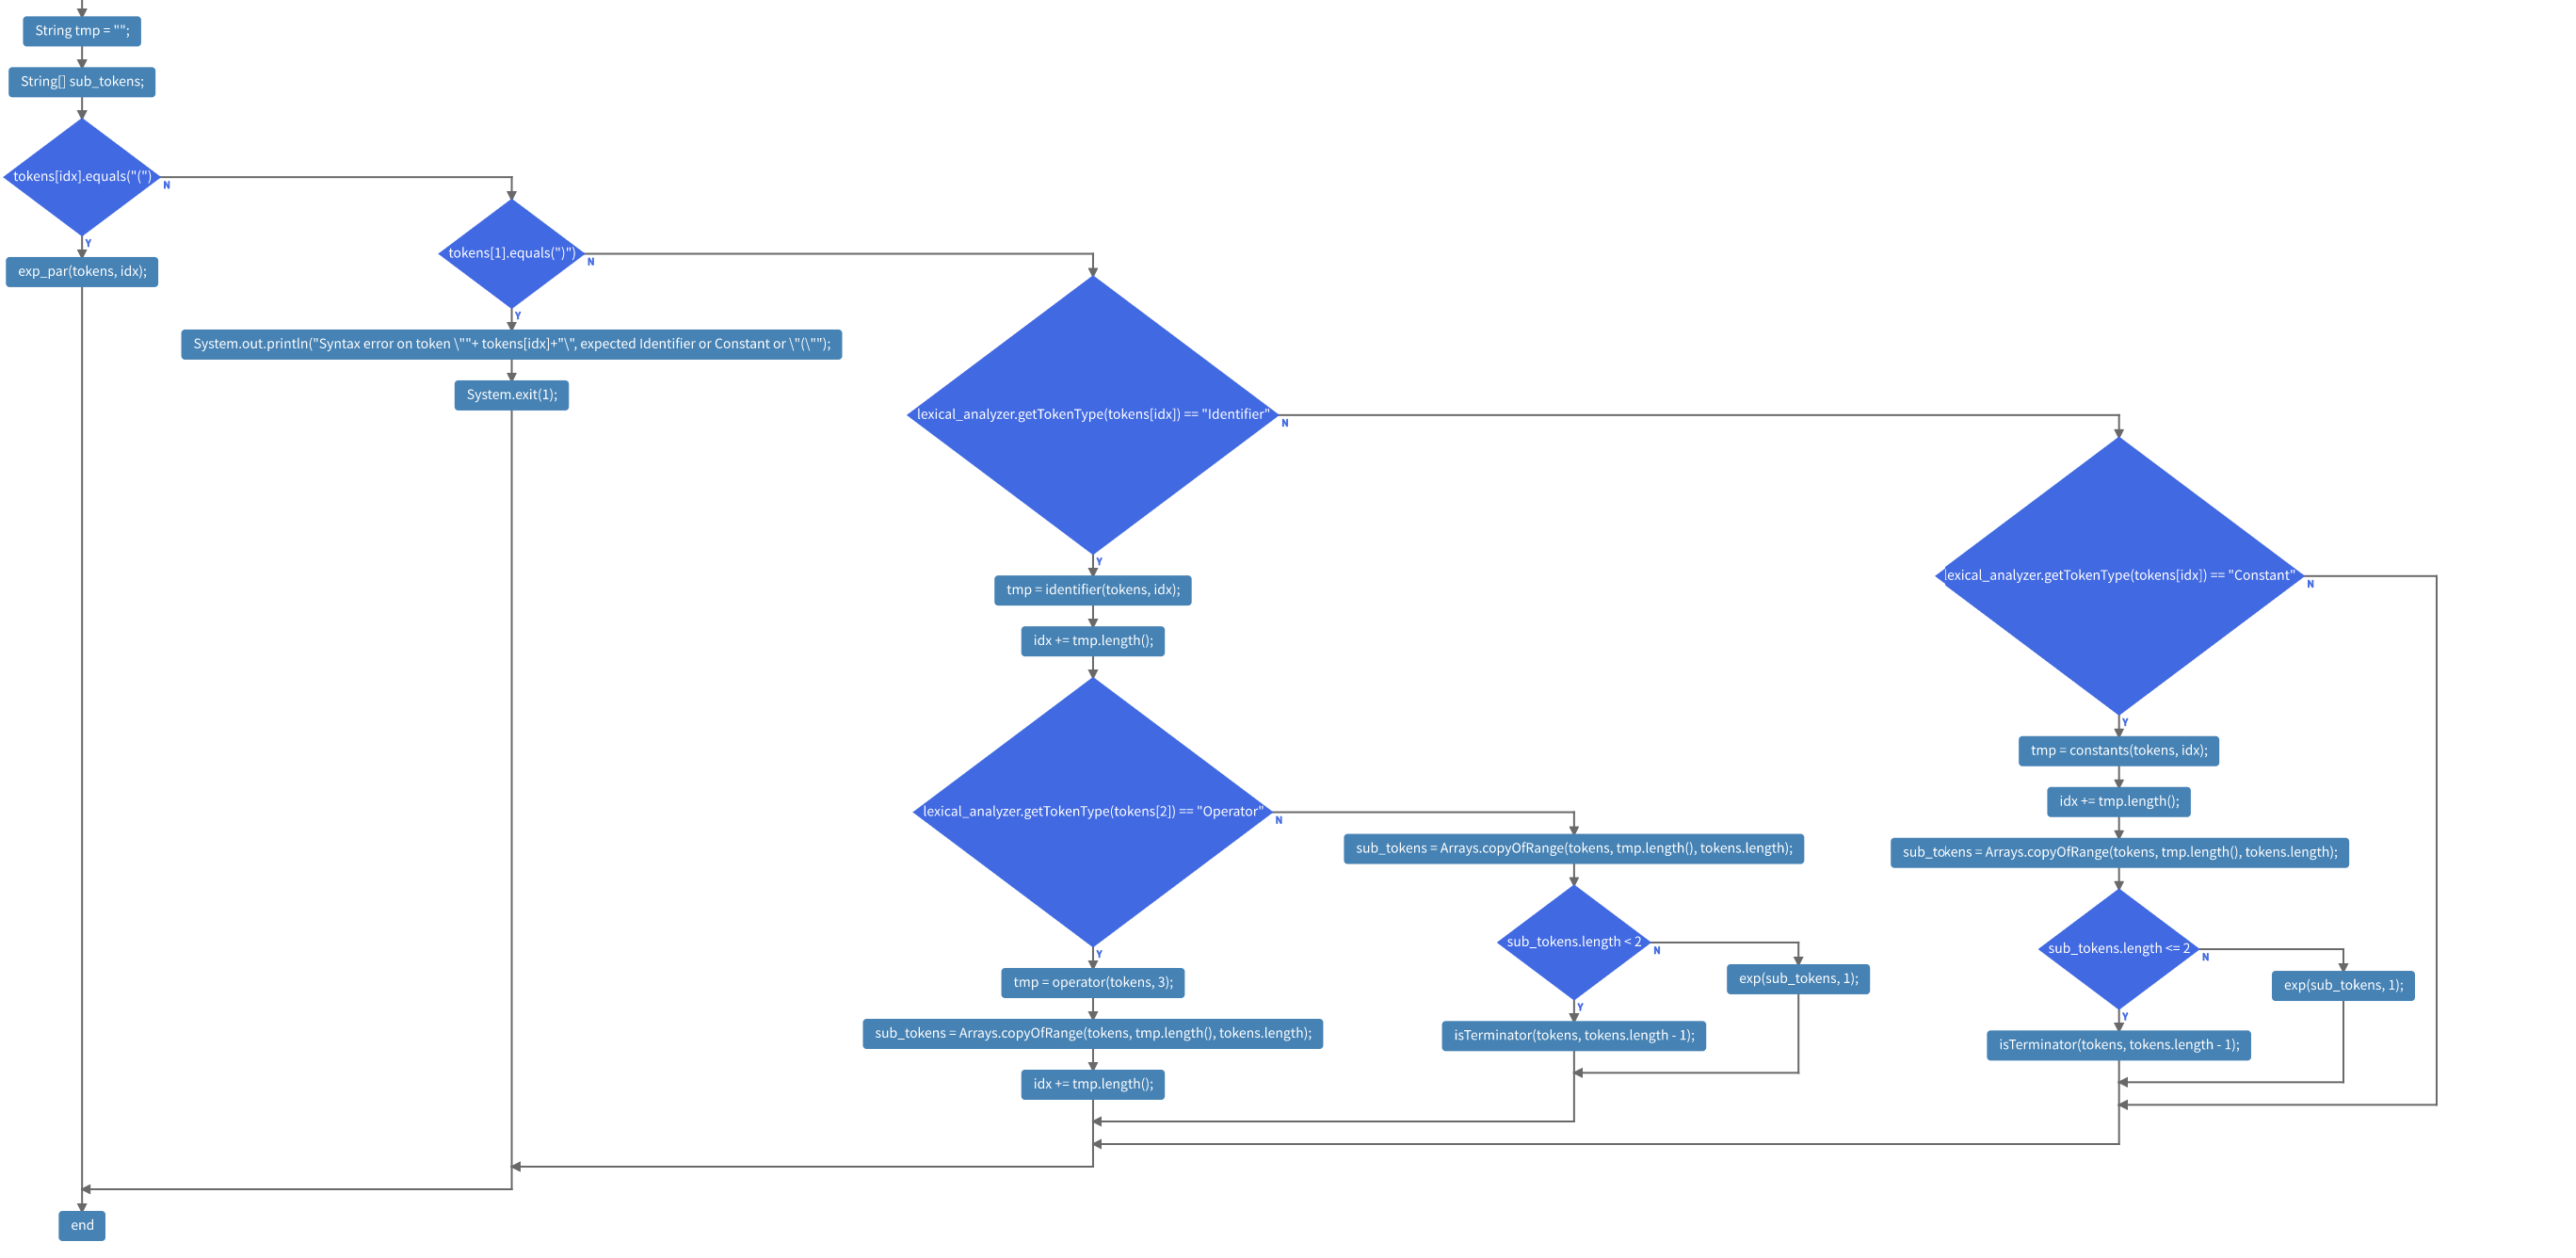 String tmp = "";
String[] sub_tokens;
tokens[idx].equals("(")
N
Y
exp_par(tokens, idx);
tokens[1].equals(")")
N
Y
System.out.println("Syntax error on token \""+ tokens[idx]+"\", expected Identifier or Constant or \"(\"");
System.exit(1);
lexical_analyzer.getTokenType(tokens[idx]) == "Identifier"
N
Y
tmp = identifier(tokens, idx);
idx += tmp.length();
lexical_analyzer.getTokenType(tokens[2]) == "Operator"
N
Y
tmp = operator(tokens, 3);
sub_tokens = Arrays.copyOfRange(tokens, tmp.length(), tokens.length);
idx += tmp.length();
sub_tokens = Arrays.copyOfRange(tokens, tmp.length(), tokens.length);
sub_tokens.length < 2
N
Y
exp(sub_tokens, 1);
isTerminator(tokens, tokens.length - 1);
lexical_analyzer.getTokenType(tokens[idx]) == "Constant"
N
Y
tmp = constants(tokens, idx);
idx += tmp.length();
sub_tokens = Arrays.copyOfRange(tokens, tmp.length(), tokens.length);
sub_tokens.length <= 2
N
Y
exp(sub_tokens, 1);
isTerminator(tokens, tokens.length - 1);
end